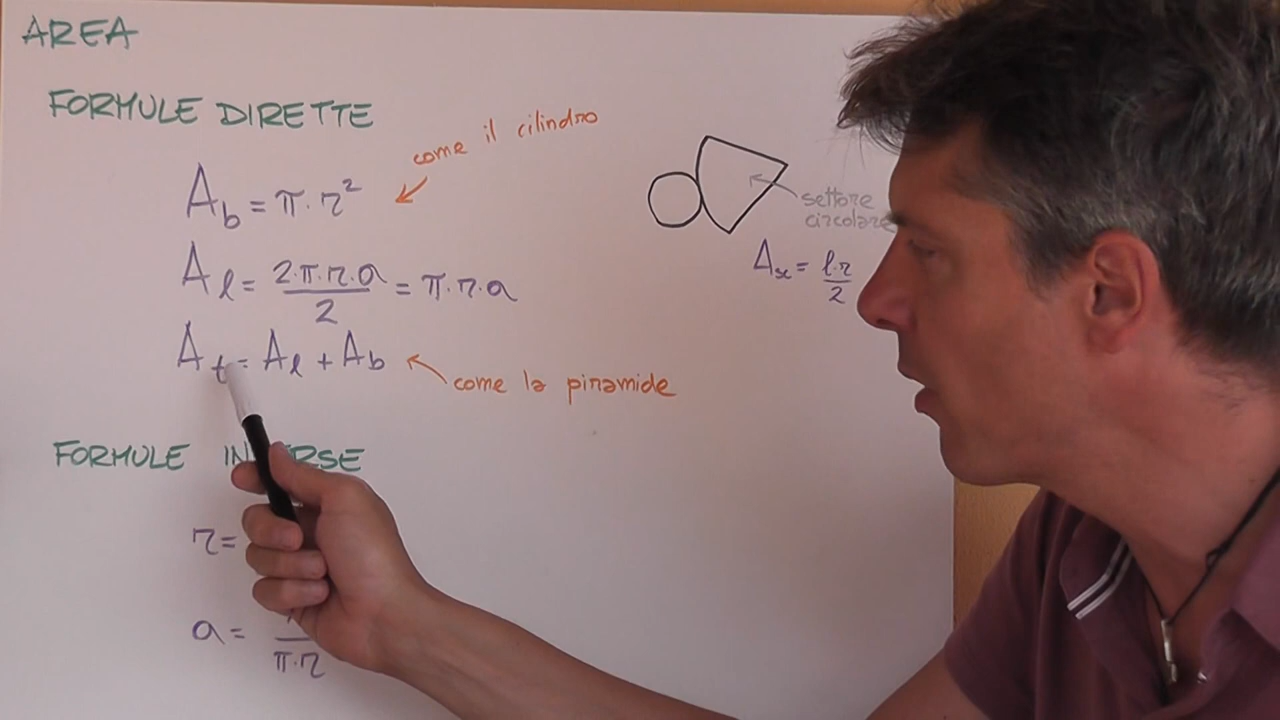 AREA
FORMULE DIRETTE
come il cilindro
A_b = π·r²
settore
circolare
A_l = 2·π·r·a/2 = π·r·a
l·r/2
A_t = A_l + A_b
come la piramide
FORMULE
r=
a= /π·r